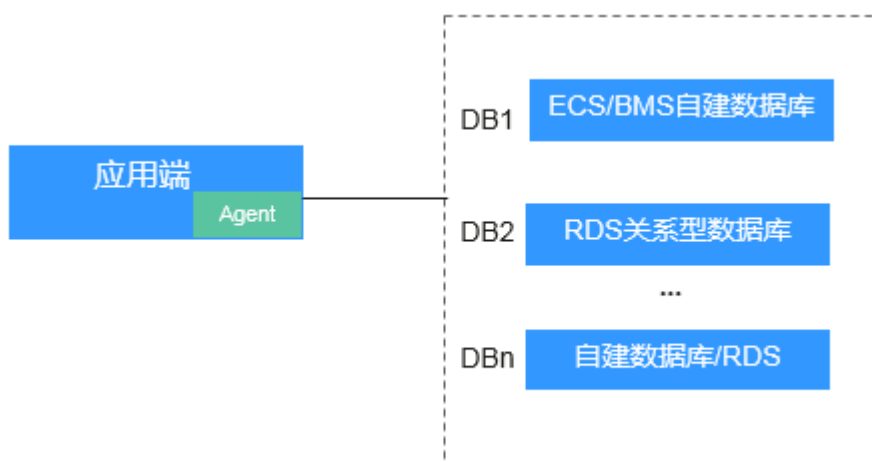 DB1
ECS/BMS自建数据库
应用端
Agent
DB2
RDS关系型数据库
...
DBn
自建数据库/RDS